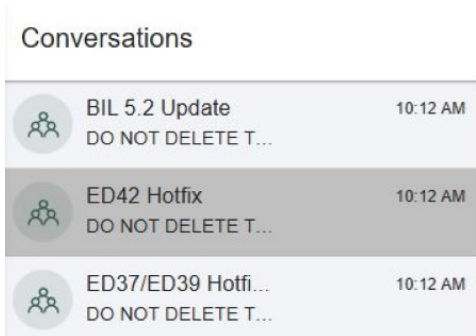 Conversations
BIL 5.2 Update 10:12 AM
DO NOT DELETE T...
ED42 Hotfix 10:12 AM
DO NOT DELETE T...
ED37/ED39 Hotfi... 10:12 AM
DO NOT DELETE T...